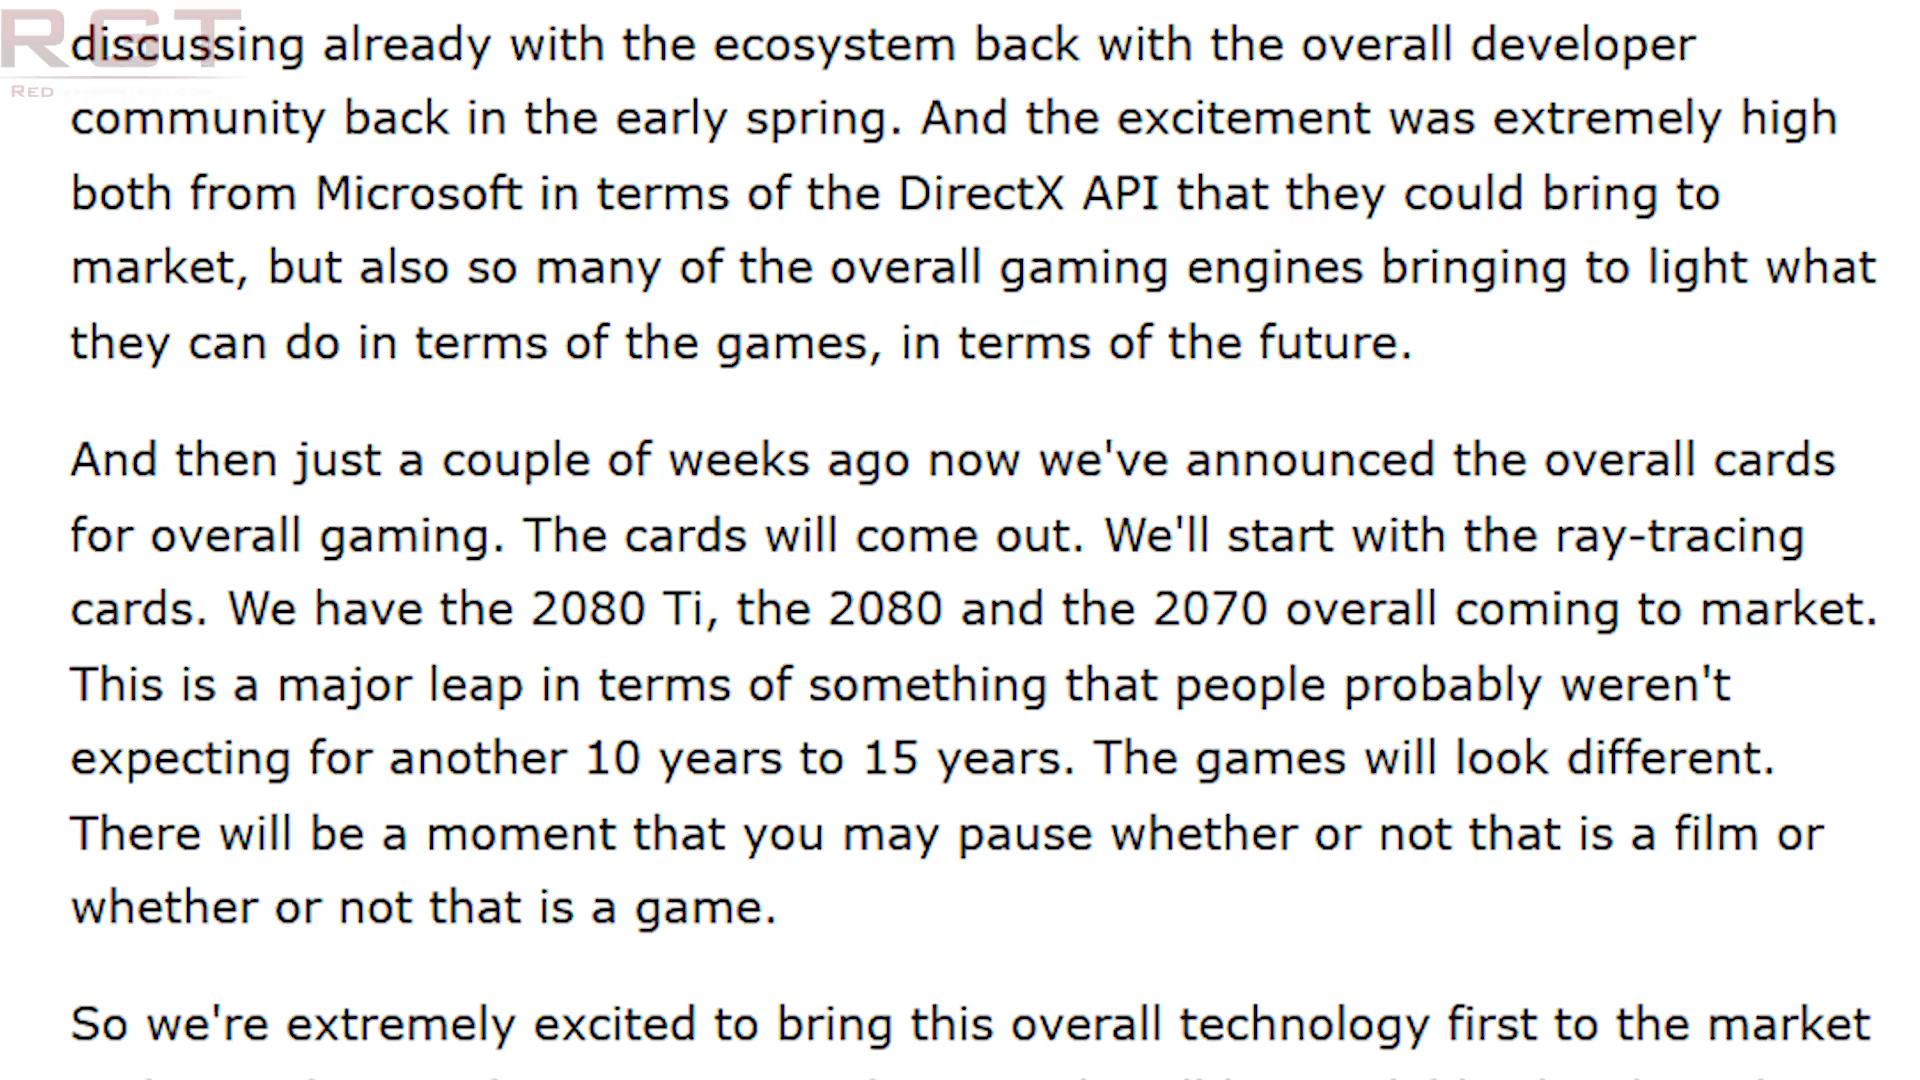 RGT
RED
discussing already with the ecosystem back with the overall developer
community back in the early spring. And the excitement was extremely high
both from Microsoft in terms of the DirectX API that they could bring to
market, but also so many of the overall gaming engines bringing to light what
they can do in terms of the games, in terms of the future.
And then just a couple of weeks ago now we've announced the overall cards
for overall gaming. The cards will come out. We'll start with the ray-tracing
cards. We have the 2080 Ti, the 2080 and the 2070 overall coming to market.
This is a major leap in terms of something that people probably weren't
expecting for another 10 years to 15 years. The games will look different.
There will be a moment that you may pause whether or not that is a film or
whether or not that is a game.
So we're extremely excited to bring this overall technology first to the market